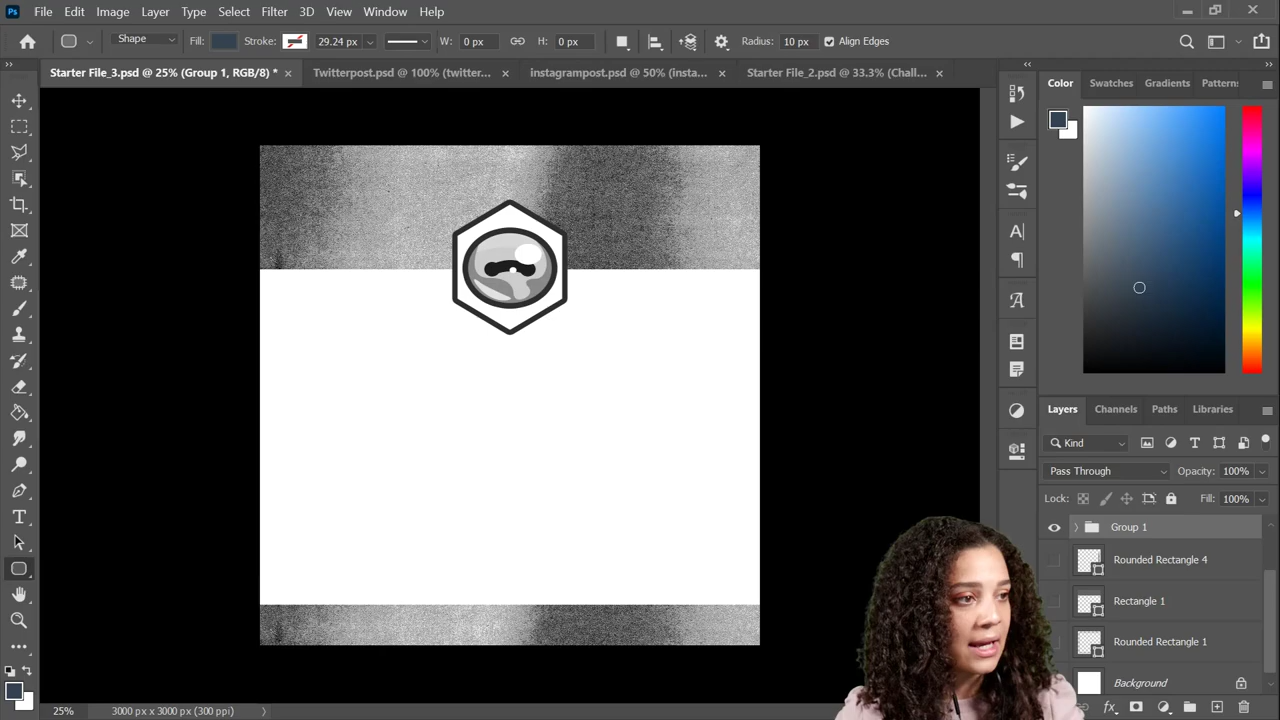 Ps File Edit Image Layer Type Select Filter 3D View Window Help
Shape Fill: Stroke: 29.24 px W: 0 px H: 0 px Radius: 10 px Align Edges
Starter File_3.psd @ 25% (Group 1, RGB/8) * Twitterpost.psd @ 100% (twitter... instagrampost.psd @ 50% (insta... Starter File_2.psd @ 33.3% (Chall...
Color Swatches Gradients Patterns
Layers Channels Paths Libraries
Kind
Pass Through Opacity: 100%
Lock: Fill: 100%
Group 1
Rounded Rectangle 4
Rectangle 1
Rounded Rectangle 1
Background
25% 3000 px x 3000 px (300 ppi)